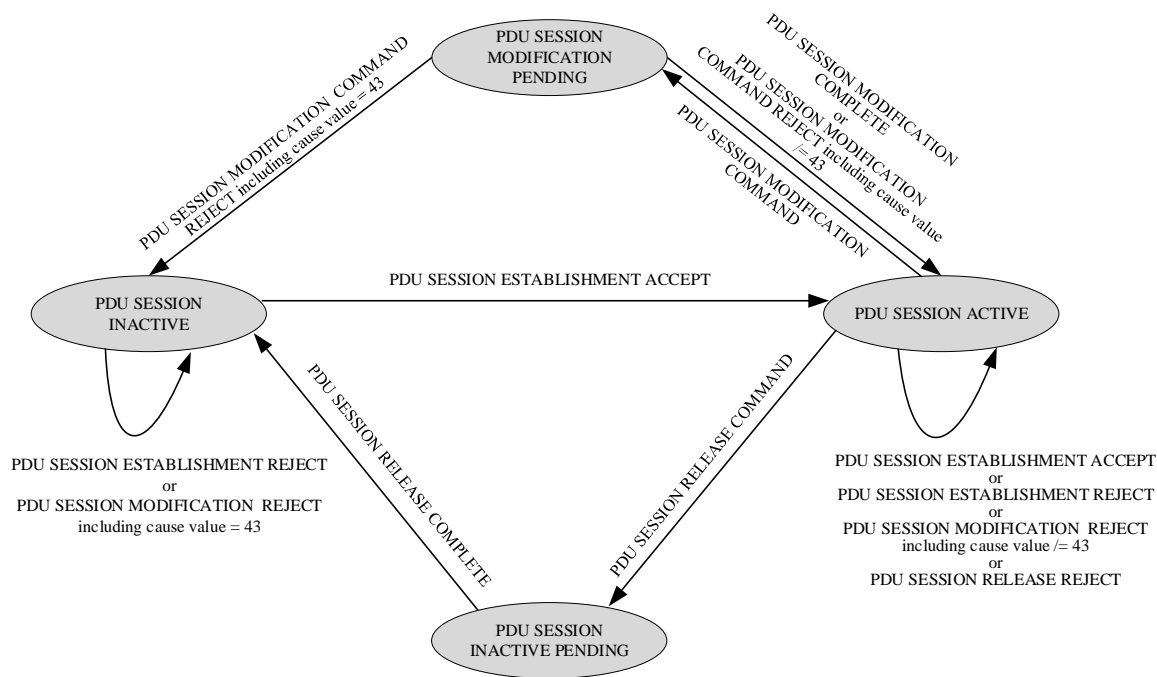 PDU SESSION
MODIFICATION
PENDING
PDU SESSION MODIFICATION COMMAND
REJECT including cause value = 43
PDU SESSION MODIFICATION
COMPLETE
or
PDU SESSION MODIFICATION
COMMAND REJECT including cause value
/= 43
PDU SESSION MODIFICATION
COMMAND
PDU SESSION ESTABLISHMENT ACCEPT
PDU SESSION
INACTIVE
PDU SESSION ACTIVE
PDU SESSION RELEASE COMPLETE
PDU SESSION RELEASE COMMAND
PDU SESSION ESTABLISHMENT REJECT
or
PDU SESSION MODIFICATION REJECT
including cause value = 43
PDU SESSION ESTABLISHMENT ACCEPT
or
PDU SESSION ESTABLISHMENT REJECT
or
PDU SESSION MODIFICATION REJECT
including cause value /= 43
or
PDU SESSION RELEASE REJECT
PDU SESSION
INACTIVE PENDING